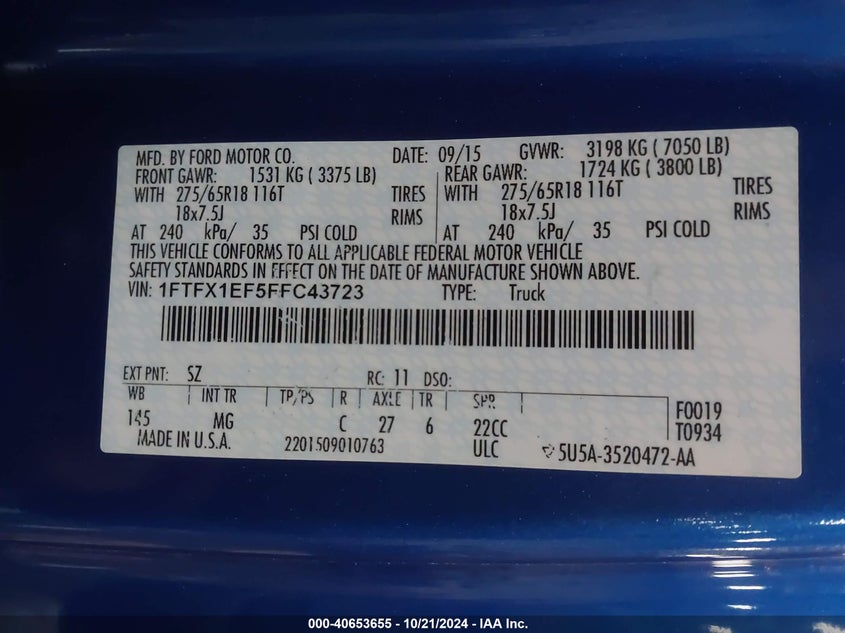 MFD. BY FORD MOTOR CO. DATE: 09/15 GVWR: 3198 KG ( 7050 LB)
FRONT GAWR: 1531 KG ( 3375 LB) REAR GAWR: 1724 KG ( 3800 LB)
WITH 275/65R18 116T TIRES WITH 275/65R18 116T TIRES
18x7.5J RIMS 18x7.5J RIMS
AT 240 kPa/ 35 PSI COLD AT 240 kPa/ 35 PSI COLD
THIS VEHICLE CONFORMS TO ALL APPLICABLE FEDERAL MOTOR VEHICLE
SAFETY STANDARDS IN EFFECT ON THE DATE OF MANUFACTURE SHOWN ABOVE.
VIN: 1FTFX1EF5FFC43723 TYPE: Truck
EXT PNT: SZ RC: 11 DSO:
WB INT TR TP/PS R AXLE TR SPR F0019
145 MG C 27 6 22CC T0934
MADE IN U.S.A. 2201509010763 ULC 5U5A-3520472-AA
000-40653655 - 10/21/2024 - IAA Inc.